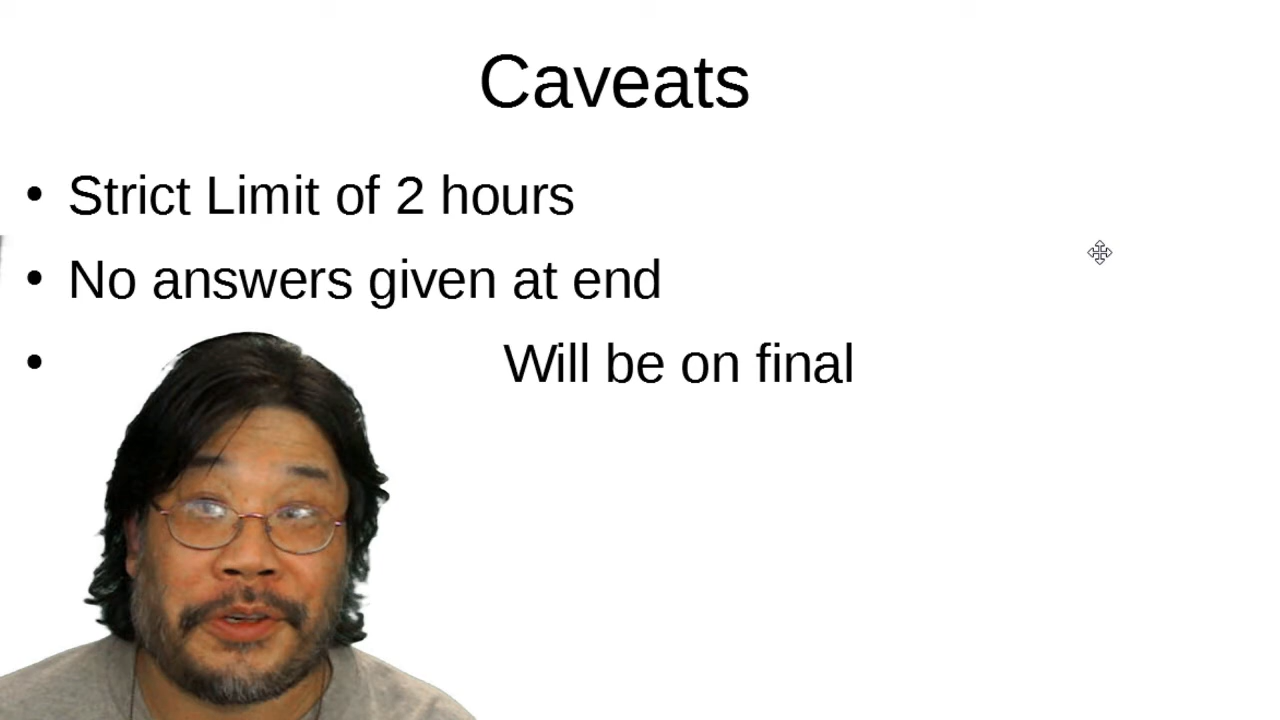 Caveats
• Strict Limit of 2 hours
• No answers given at end
• Will be on final